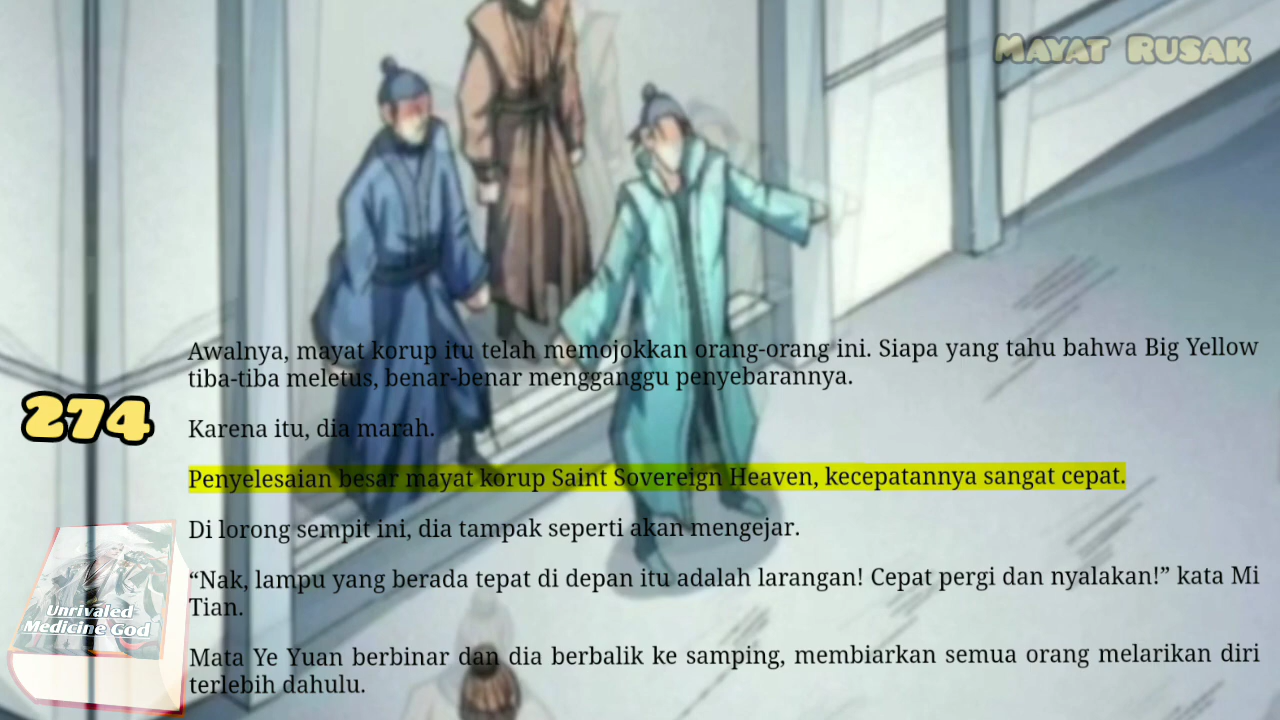 Mayat Rusak
Awalnya, mayat korup itu telah memojokkan orang-orang ini. Siapa yang tahu bahwa Big Yellow
tiba-tiba meletus, benar-benar mengganggu penyebarannya.
274
Karena itu, dia marah.
Penyelesaian besar mayat korup Saint Sovereign Heaven, kecepatannya sangat cepat.
Di lorong sempit ini, dia tampak seperti akan mengejar.
“Nak, lampu yang berada tepat di depan itu adalah larangan! Cepat pergi dan nyalakan!” kata Mi
Tian.
Unrivaled
Medicine God
Mata Ye Yuan berbinar dan dia berbalik ke samping, membiarkan semua orang melarikan diri
terlebih dahulu.